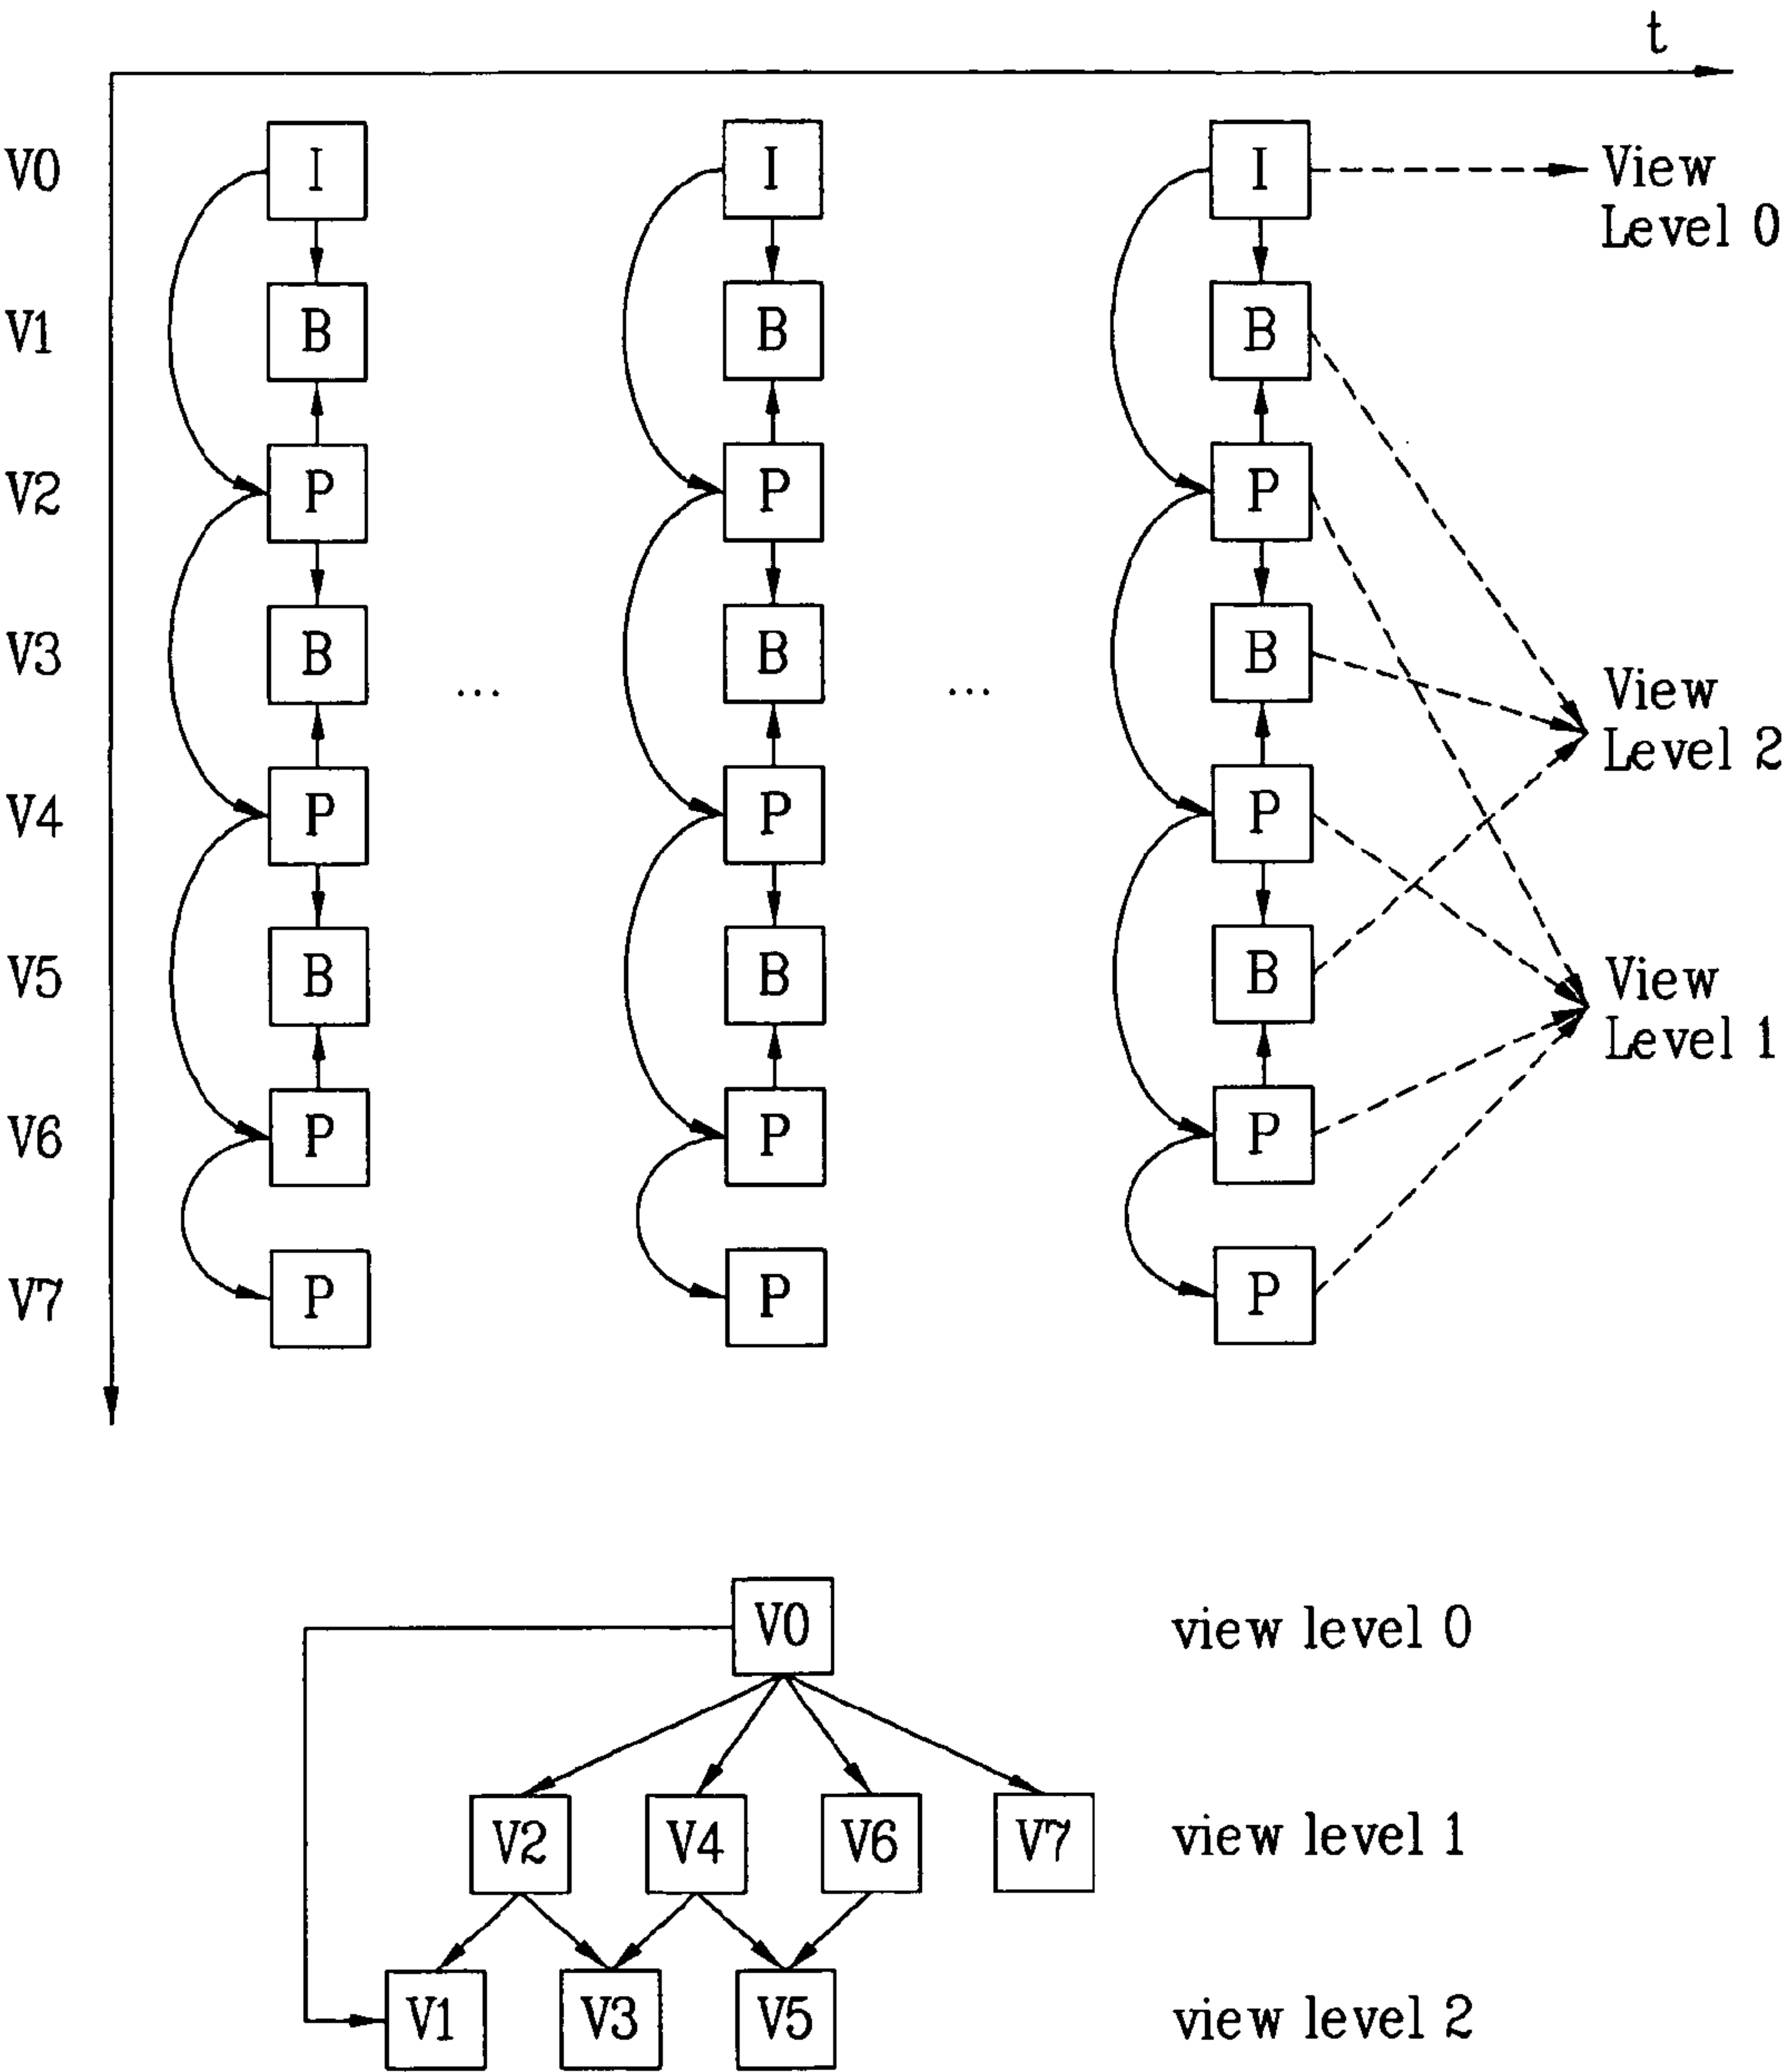 t
V0 I I I View
Level 0
V1 B B B
V2 P P P
V3 B B B View
... ... Level 2
V4 P P P
V5 B B B View
Level 1
V6 P P P
V7 P P P
V0 view level 0
V2 V4 V6 V7 view level 1
V1 V3 V5 view level 2